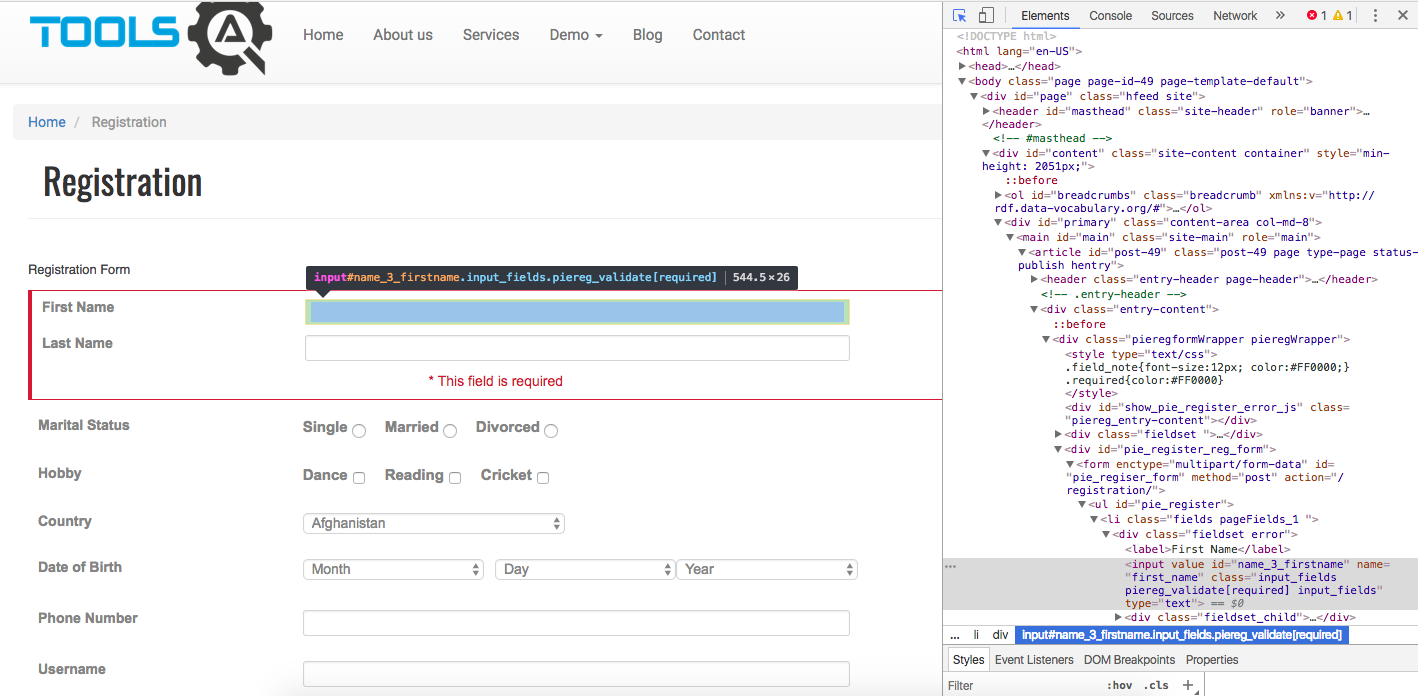 TOOLS QA
Home About us Services Demo Blog Contact
Home / Registration
Registration
Registration Form
input#name_3_firstname.input_fields.piereg_validate[required] 544.5×26
First Name
Last Name
* This field is required
Marital Status Single Married Divorced
Hobby Dance Reading Cricket
Country Afghanistan
Date of Birth Month Day Year
Phone Number
Username
Elements Console Sources Network » 1 1
<!DOCTYPE html>
<html lang="en-US">
<head>…</head>
<body class="page page-id-49 page-template-default">
<div id="page" class="hfeed site">
<header id="masthead" class="site-header" role="banner">…
</header>
<!-- #masthead -->
<div id="content" class="site-content container" style="min-
height: 2051px;">
::before
<ol id="breadcrumbs" class="breadcrumb" xmlns:v="http://
rdf.data-vocabulary.org/#">…</ol>
<div id="primary" class="content-area col-md-8">
<main id="main" class="site-main" role="main">
<article id="post-49" class="post-49 page type-page status-
publish hentry">
<header class="entry-header page-header">…</header>
<!-- .entry-header -->
<div class="entry-content">
::before
<div class="pieregformWrapper pieregWrapper">
<style type="text/css">
.field_note{font-size:12px; color:#FF0000;}
.required{color:#FF0000}
</style>
<div id="show_pie_register_error_js" class=
"piereg_entry-content"></div>
<div class="fieldset ">…</div>
<div id="pie_register_reg_form">
<form enctype="multipart/form-data" id=
"pie_regiser_form" method="post" action="/
registration/">
<ul id="pie_register">
<li class="fields pageFields_1 ">
<div class="fieldset error">
<label>First Name</label>
… <input value id="name_3_firstname" name=
"first_name" class="input_fields
piereg_validate[required] input_fields"
type="text"> == $0
<div class="fieldset_child">…</div>
... li div input#name_3_firstname.input_fields.piereg_validate[required]
Styles Event Listeners DOM Breakpoints Properties
Filter :hov .cls +